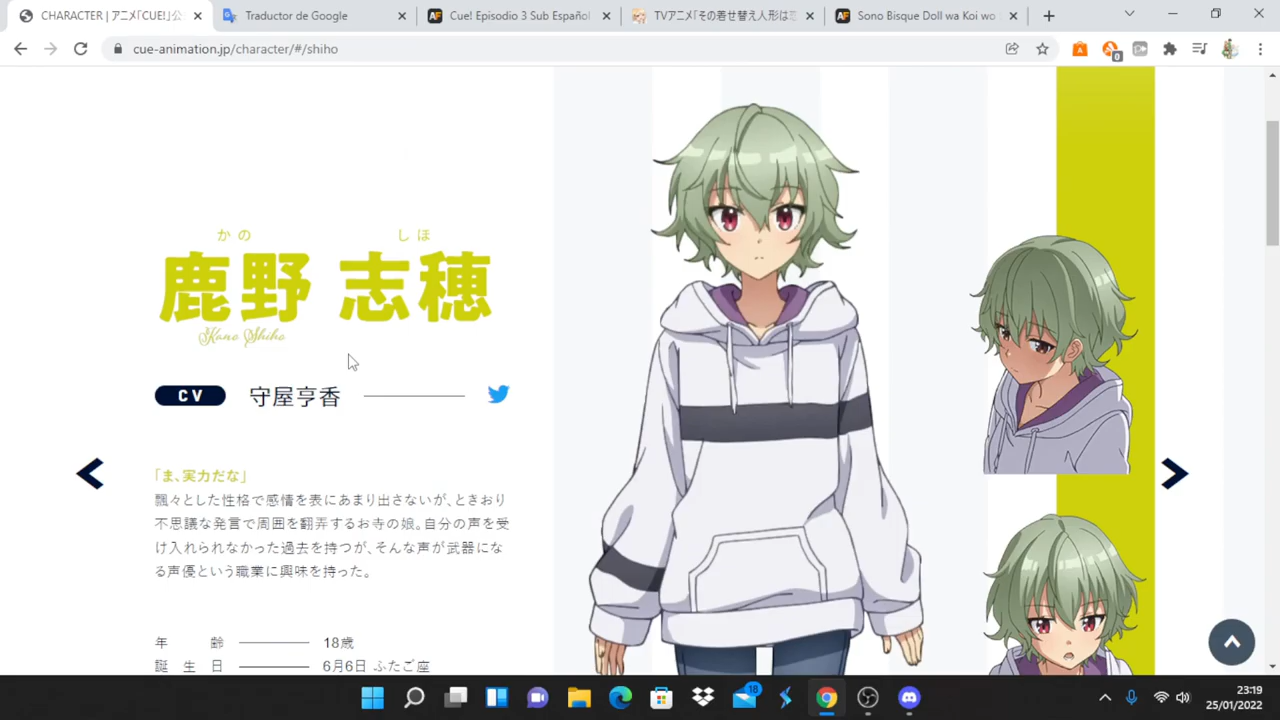 CHARACTER | アニメ「CUE!」公
Traductor de Google
Cue! Episodio 3 Sub Español
TVアニメ「その着せ替え人形は
Sono Bisque Doll wa Koi wo
cue-animation.jp/character/#/shiho
0
かの しほ
鹿野 志穂
Kano Shiho
CV 守屋亨香
「ま、実力だな」
飄々とした性格で感情を表にあまり出さないが、ときおり
不思議な発言で周囲を翻弄するお寺の娘。自分の声を受
け入れられなかった過去を持つが、そんな声が武器にな
る声優という職業に興味を持った。
年齢 18歳
誕生日 6月6日 ふたご座
18
23:19
25/01/2022